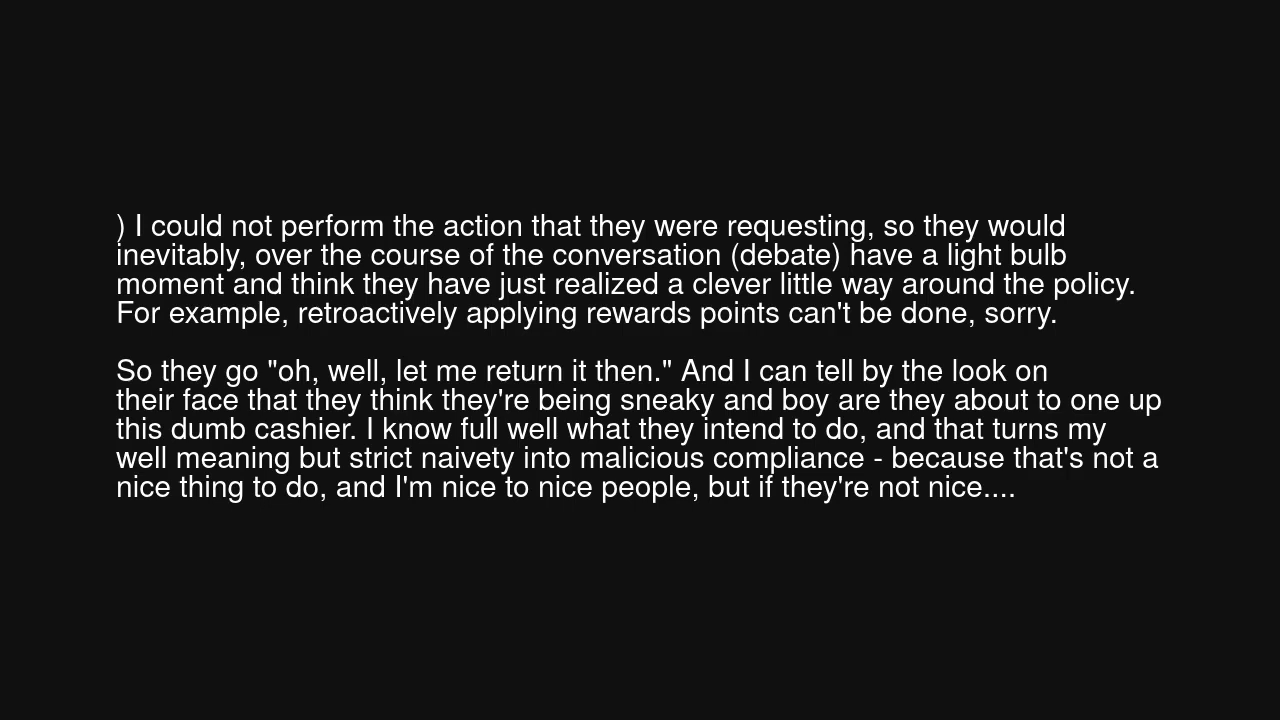 ) I could not perform the action that they were requesting, so they would
inevitably, over the course of the conversation (debate) have a light bulb
moment and think they have just realized a clever little way around the policy.
For example, retroactively applying rewards points can't be done, sorry.
So they go "oh, well, let me return it then." And I can tell by the look on
their face that they think they're being sneaky and boy are they about to one up
this dumb cashier. I know full well what they intend to do, and that turns my
well meaning but strict naivety into malicious compliance - because that's not a
nice thing to do, and I'm nice to nice people, but if they're not nice....